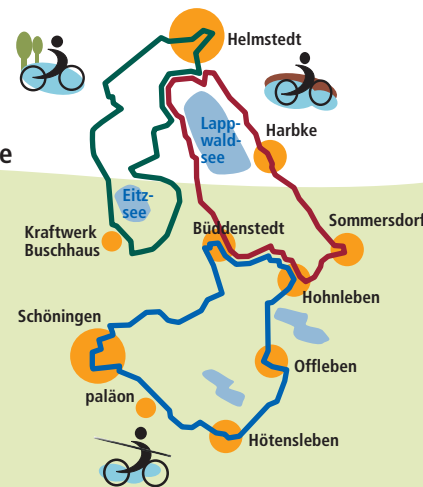 Helmstedt
Harbke
Lapp-
wald-
see
e
Eitz-
see
Kraftwerk
Buschhaus
Büddenstedt
Sommersdorf
Hohnleben
Schöningen
Offleben
paläon
Hötensleben